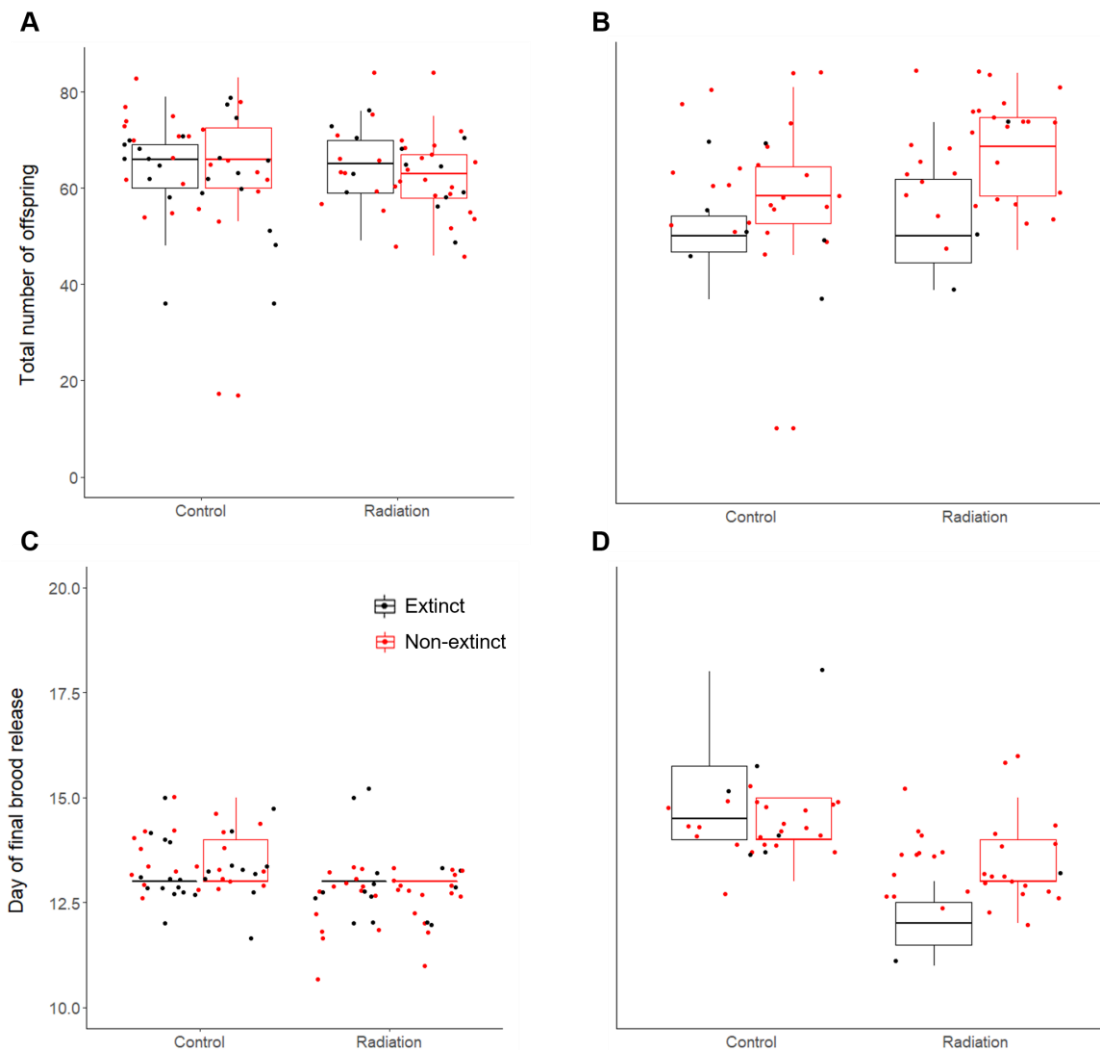 A
B
Total number of offspring
80
60
40
20
0
Control
Radiation
Control
Radiation
C
D
Day of final brood release
20.0
17.5
15.0
12.5
10.0
Extinct
Non-extinct
Control
Radiation
Control
Radiation